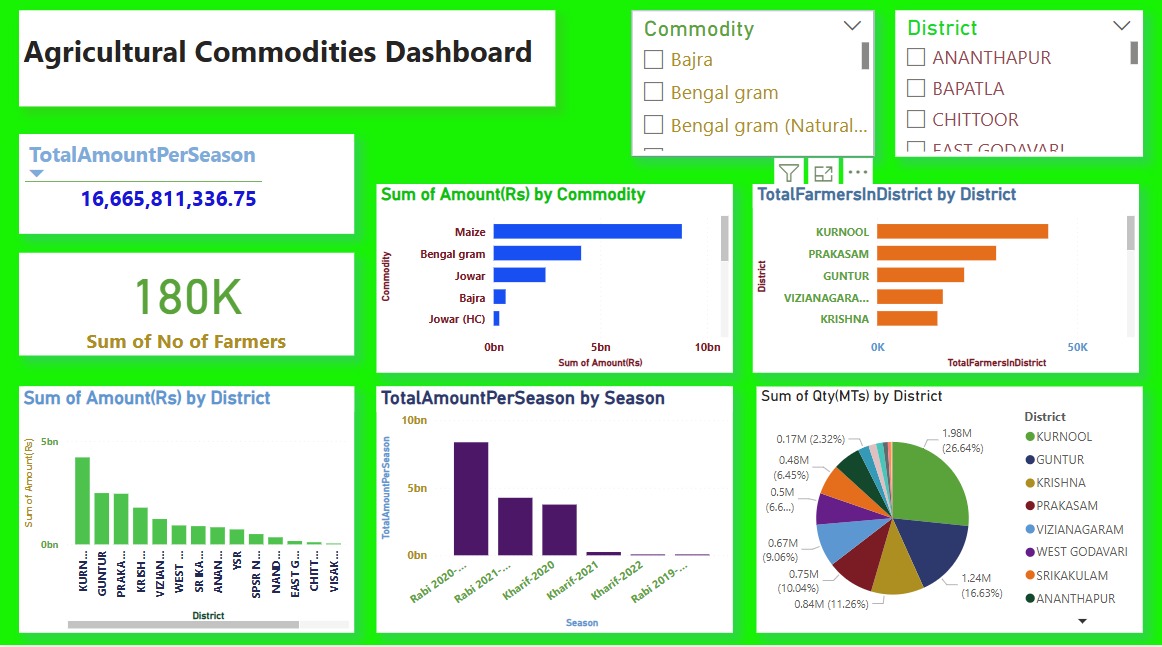 Agricultural Commodities Dashboard
Commodity
Bajra
Bengal gram
Bengal gram (Natural...
District
ANANTHAPUR
BAPATLA
CHITTOOR
EAST GODAVARI
TotalAmountPerSeason
16,665,811,336.75
180K
Sum of No of Farmers
Sum of Amount(Rs) by Commodity
Commodity
Maize
Bengal gram
Jowar
Bajra
Jowar (HC)
0bn 5bn 10bn
Sum of Amount(Rs)
TotalFarmersInDistrict by District
District
KURNOOL
PRAKASAM
GUNTUR
VIZIANAGARA...
KRISHNA
0K 50K
TotalFarmersInDistrict
Sum of Amount(Rs) by District
Sum of Amount(Rs)
5bn
0bn
KURN...
GUNTUR
PRAKA...
KRISH...
VIZIAN...
WEST ...
SRIKA...
ANAN...
YSR
SPSR N...
NAND...
EAST G...
CHITT...
VISAK...
District
TotalAmountPerSeason by Season
TotalAmountPerSeason
10bn
5bn
0bn
Rabi 2020-...
Rabi 2021-...
Kharif-2020
Kharif-2021
Kharif-2022
Rabi 2019-...
Season
Sum of Qty(MTs) by District
1.98M
(26.64%)
1.24M
(16.63%)
0.84M (11.26%)
0.75M
(10.04%)
0.67M
(9.06%)
0.5M
(6.6...)
0.48M
(6.45%)
0.17M (2.32%)
District
KURNOOL
GUNTUR
KRISHNA
PRAKASAM
VIZIANAGARAM
WEST GODAVARI
SRIKAKULAM
ANANTHAPUR